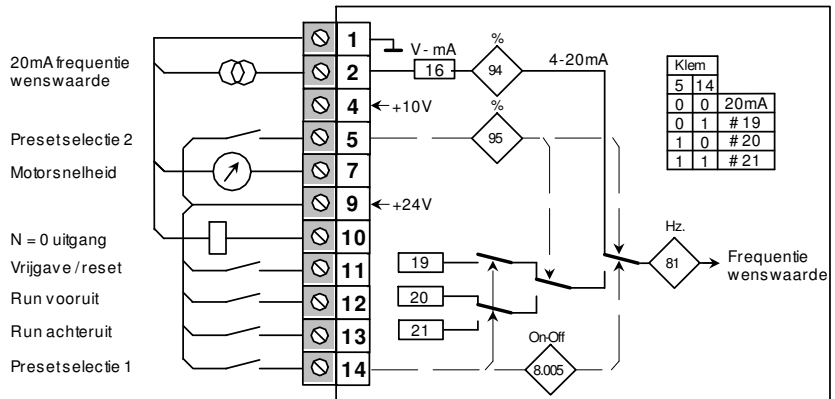 1
V - mA
%
20mA frequentie
wenswaarde
2
16
94
4-20mA
Klem
5 14
0 0 20mA
0 1 # 19
1 0 # 20
1 1 # 21
4
+10V
%
Presetselectie 2
5
95
Motorsnelheid
7
9
+24V
N = 0 uitgang
10
Hz.
81
Frequentie
wenswaarde
Vrijgave / reset
11
19
Run vooruit
12
20
Run achteruit
13
21
On-Off
Presetselectie 1
14
8.005